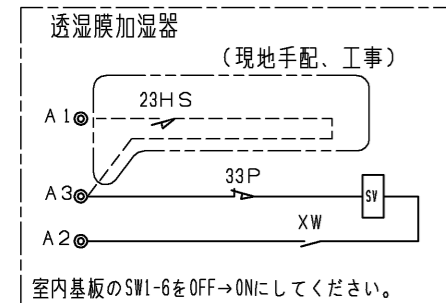 透湿膜加湿器
(現地手配、工事)
23HS
A1
33P
A3
SV
XW
A2
室内基板のSW1-6をOFF→ONにしてください。